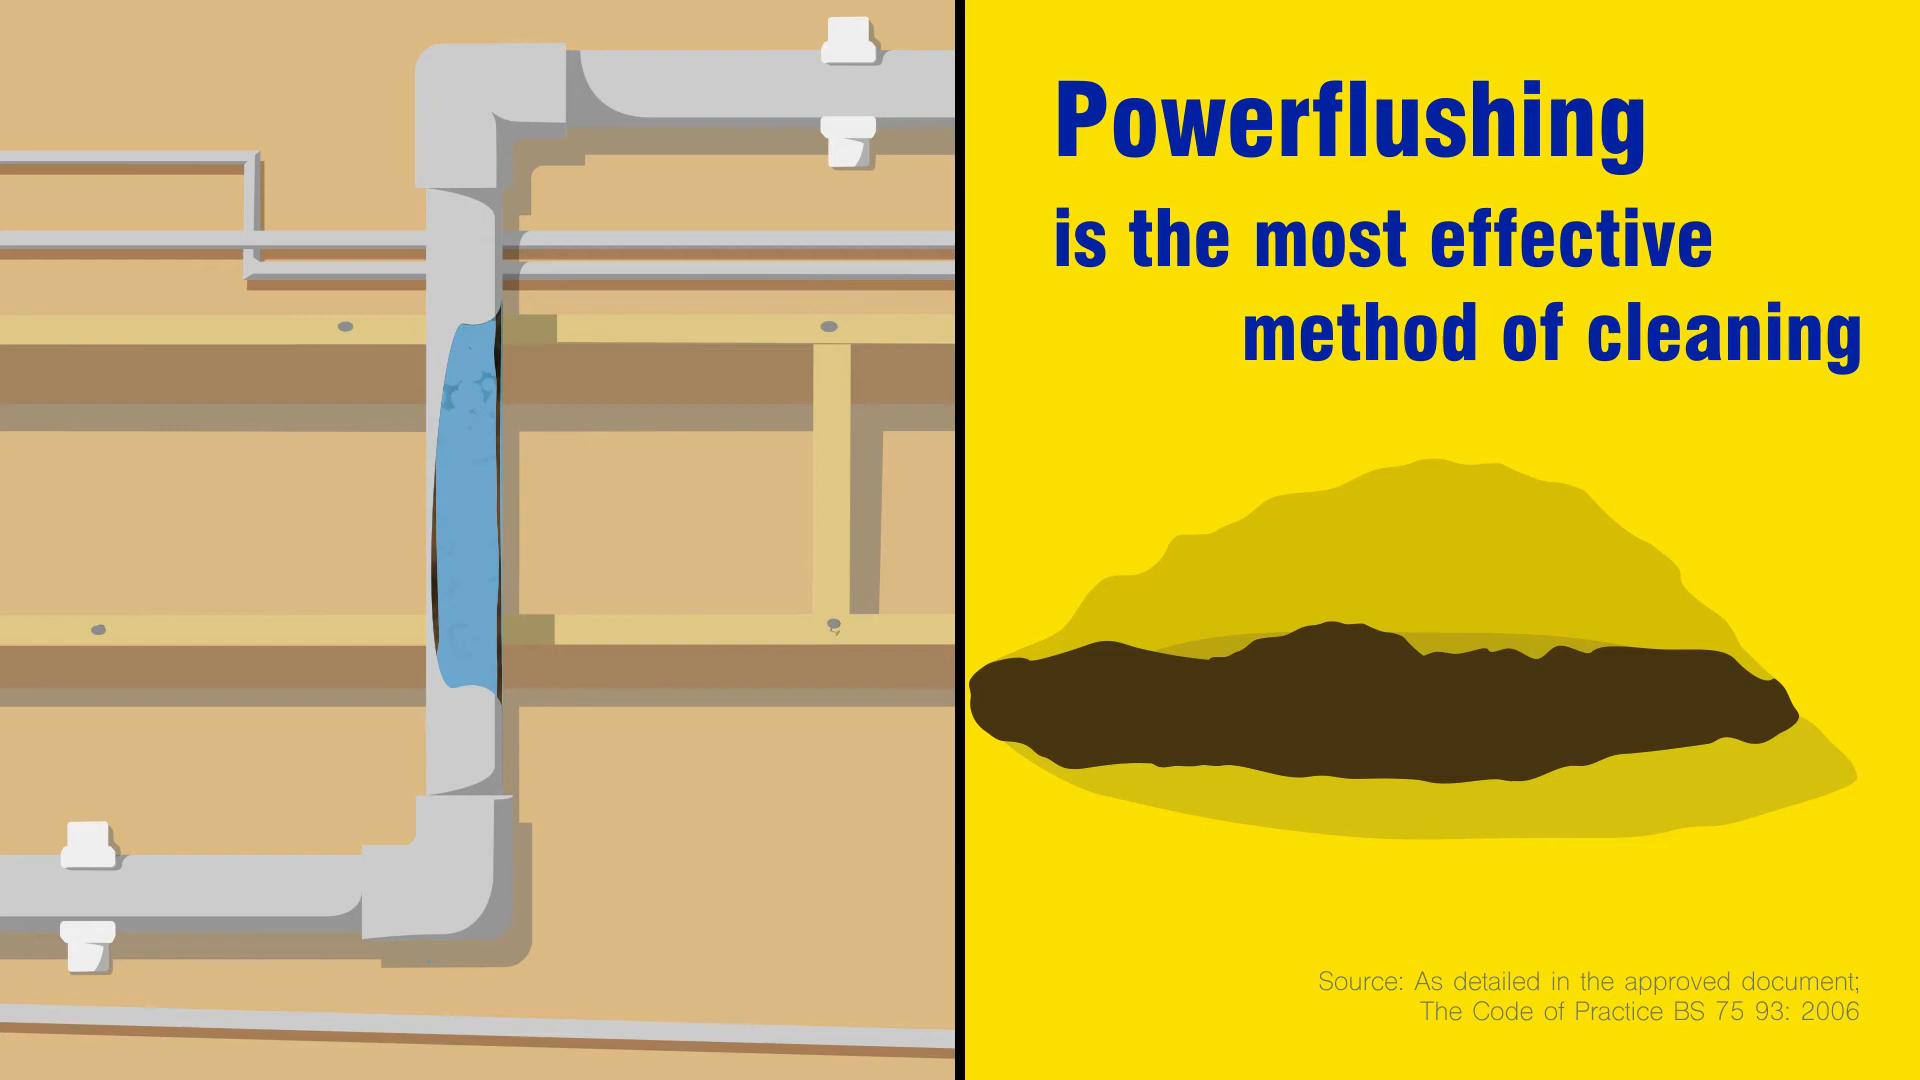 Powerflushing
is the most effective
method of cleaning
Source: As detailed in the approved document;
The Code of Practice BS 75 93: 2006